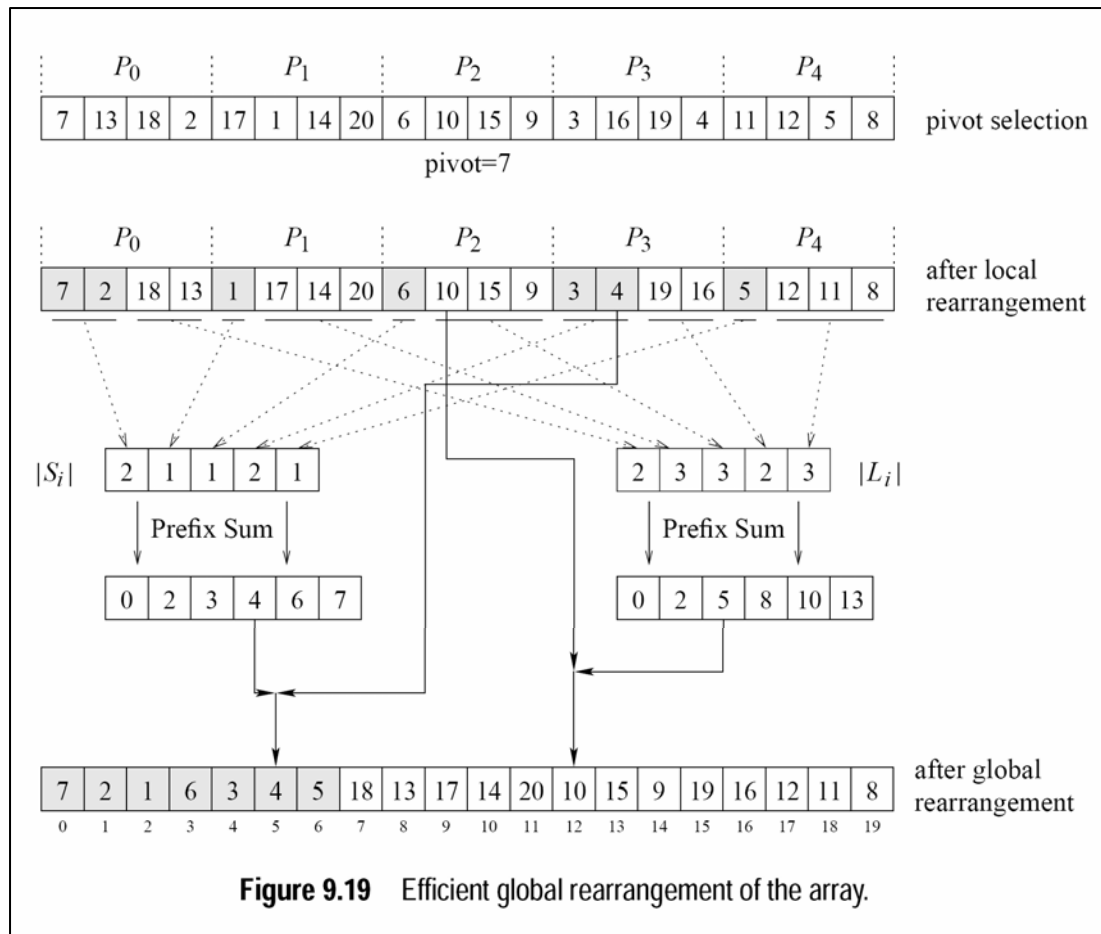 P0 P1 P2 P3 P4
7 13 18 2 17 1 14 20 6 10 15 9 3 16 19 4 11 12 5 8 pivot selection
pivot=7
P0 P1 P2 P3 P4
7 2 18 13 1 17 14 20 6 10 15 9 3 4 19 16 5 12 11 8 after local
rearrangement
|Si| 2 1 1 2 1 2 3 3 2 3 |Li|
Prefix Sum Prefix Sum
0 2 3 4 6 7 0 2 5 8 10 13
7 2 1 6 3 4 5 18 13 17 14 20 10 15 9 19 16 12 11 8 after global
rearrangement
0 1 2 3 4 5 6 7 8 9 10 11 12 13 14 15 16 17 18 19
Figure 9.19 Efficient global rearrangement of the array.